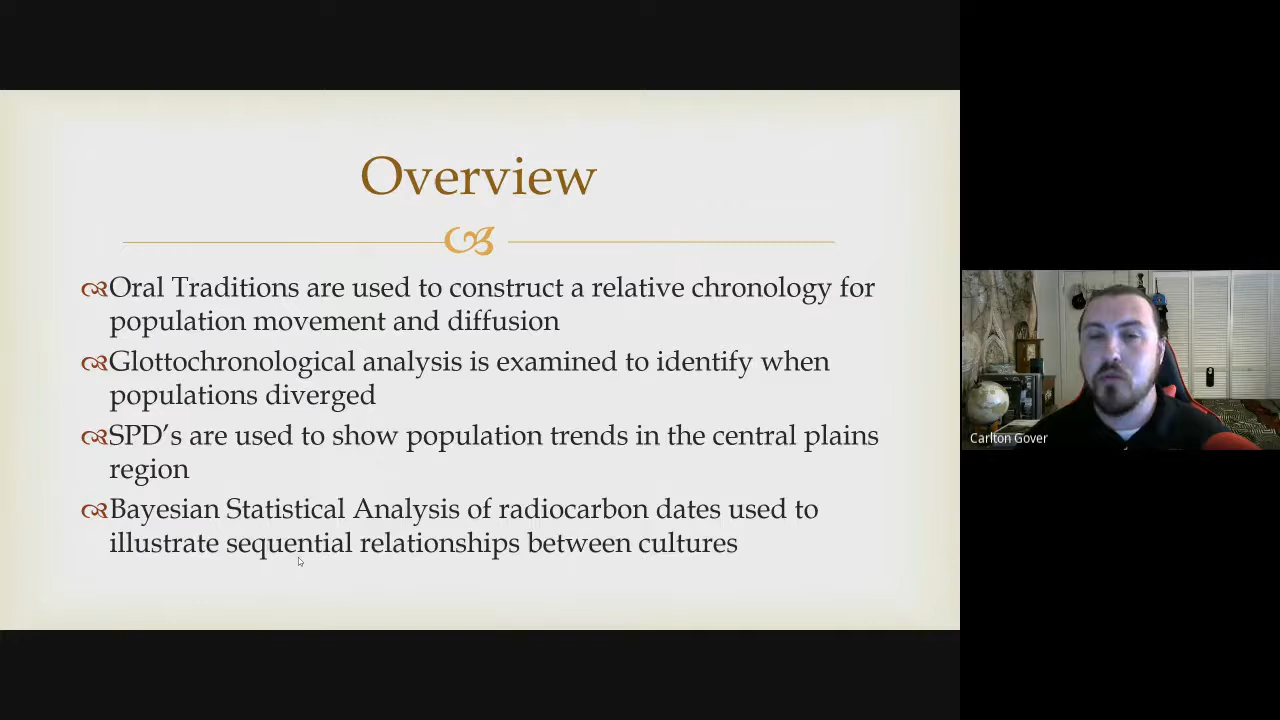 Overview
Oral Traditions are used to construct a relative chronology for
population movement and diffusion
Glottochronological analysis is examined to identify when
populations diverged
SPD’s are used to show population trends in the central plains
region
Bayesian Statistical Analysis of radiocarbon dates used to
illustrate sequential relationships between cultures
Carlton Gover